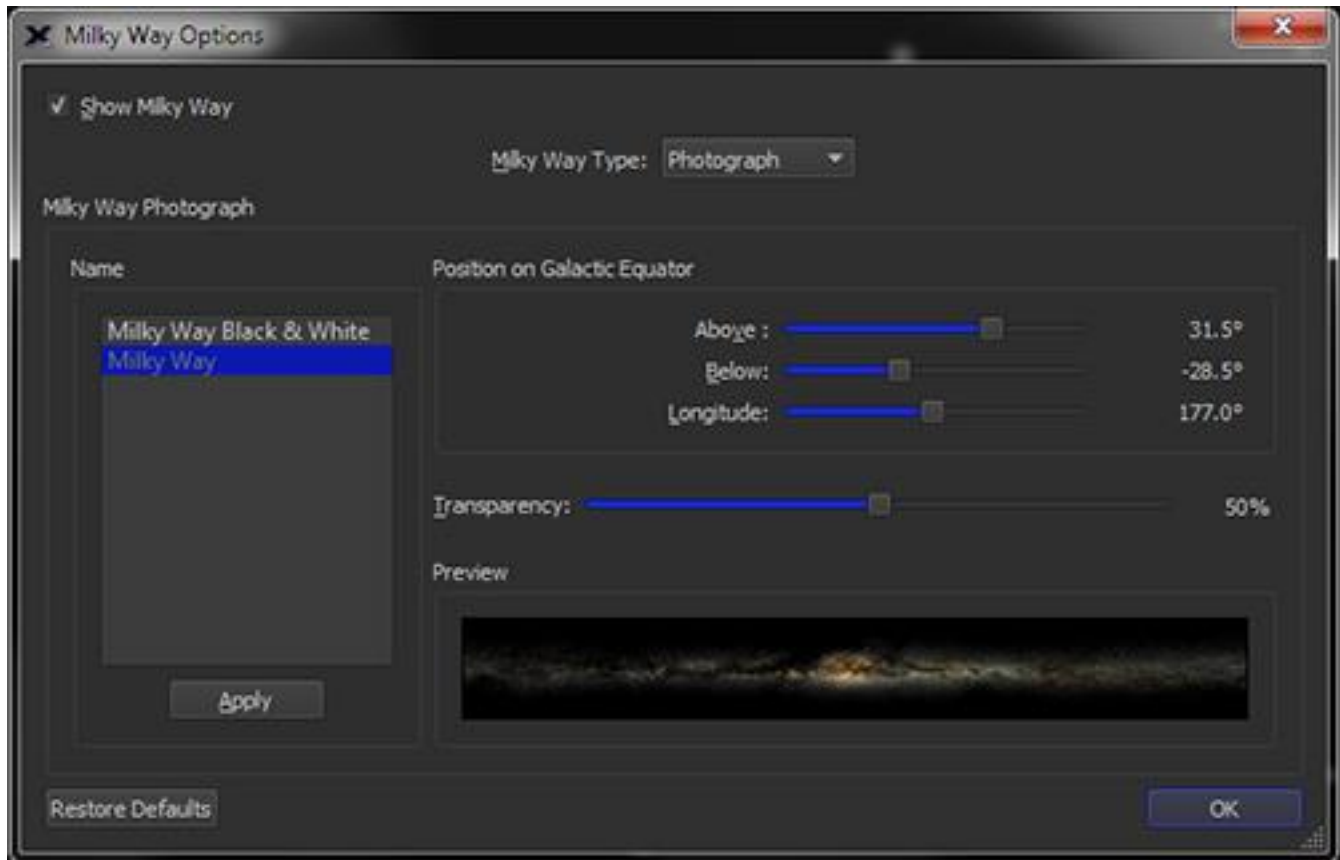 Milky Way Options
Show Milky Way
Milky Way Type: Photograph
Milky Way Photograph
Name
Milky Way Black & White
Milky Way
Apply
Position on Galactic Equator
Above : 31.5°
Below: -28.5°
Longitude: 177.0°
Transparency: 50%
Preview
Restore Defaults
OK